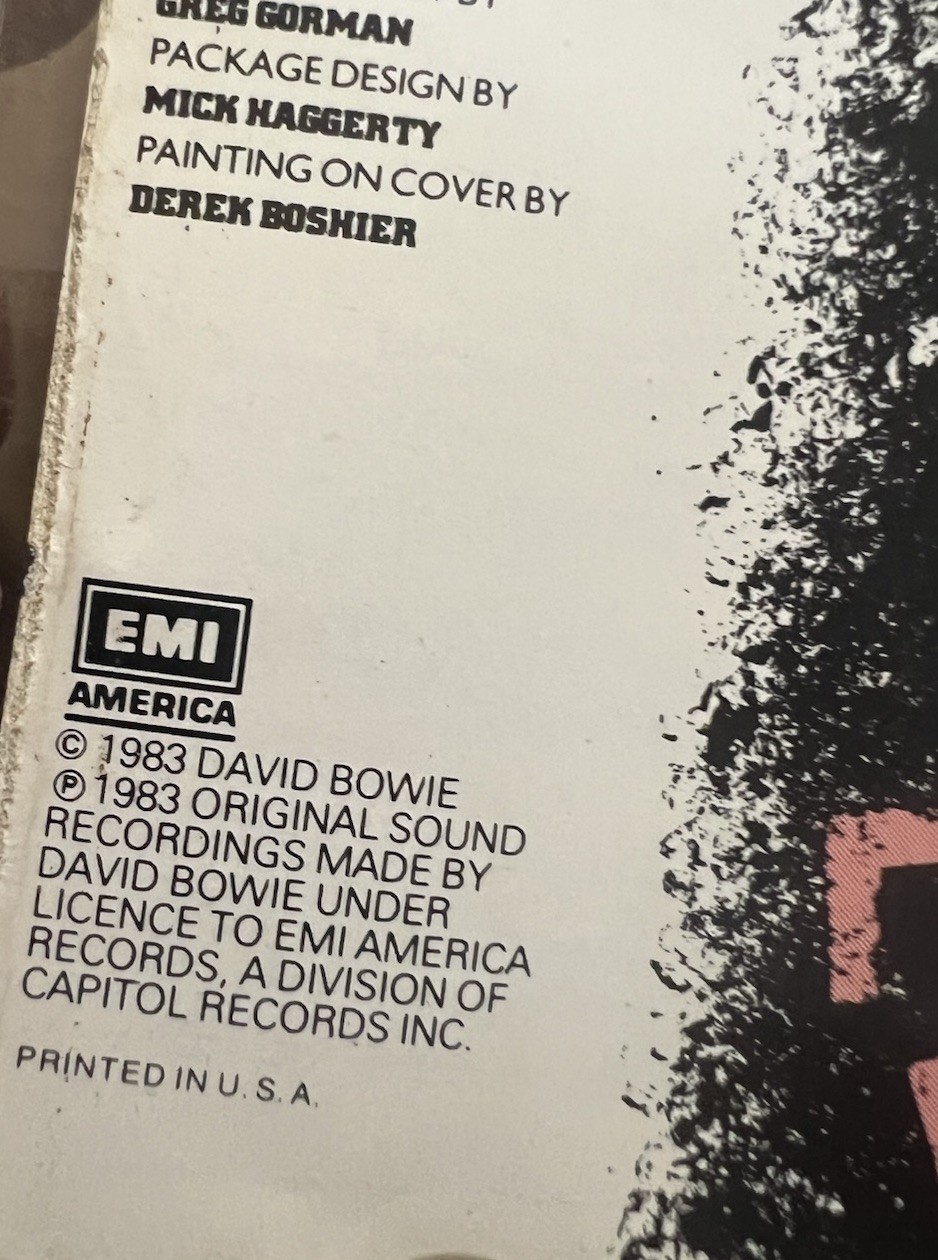 GREG GORMAN
PACKAGE DESIGN BY
MICK HAGGERTY
PAINTING ON COVER BY
DEREK BOSHIER
EMI
AMERICA
© 1983 DAVID BOWIE
℗ 1983 ORIGINAL SOUND
RECORDINGS MADE BY
DAVID BOWIE UNDER
LICENCE TO EMI AMERICA
RECORDS, A DIVISION OF
CAPITOL RECORDS INC.
PRINTED IN U. S. A.